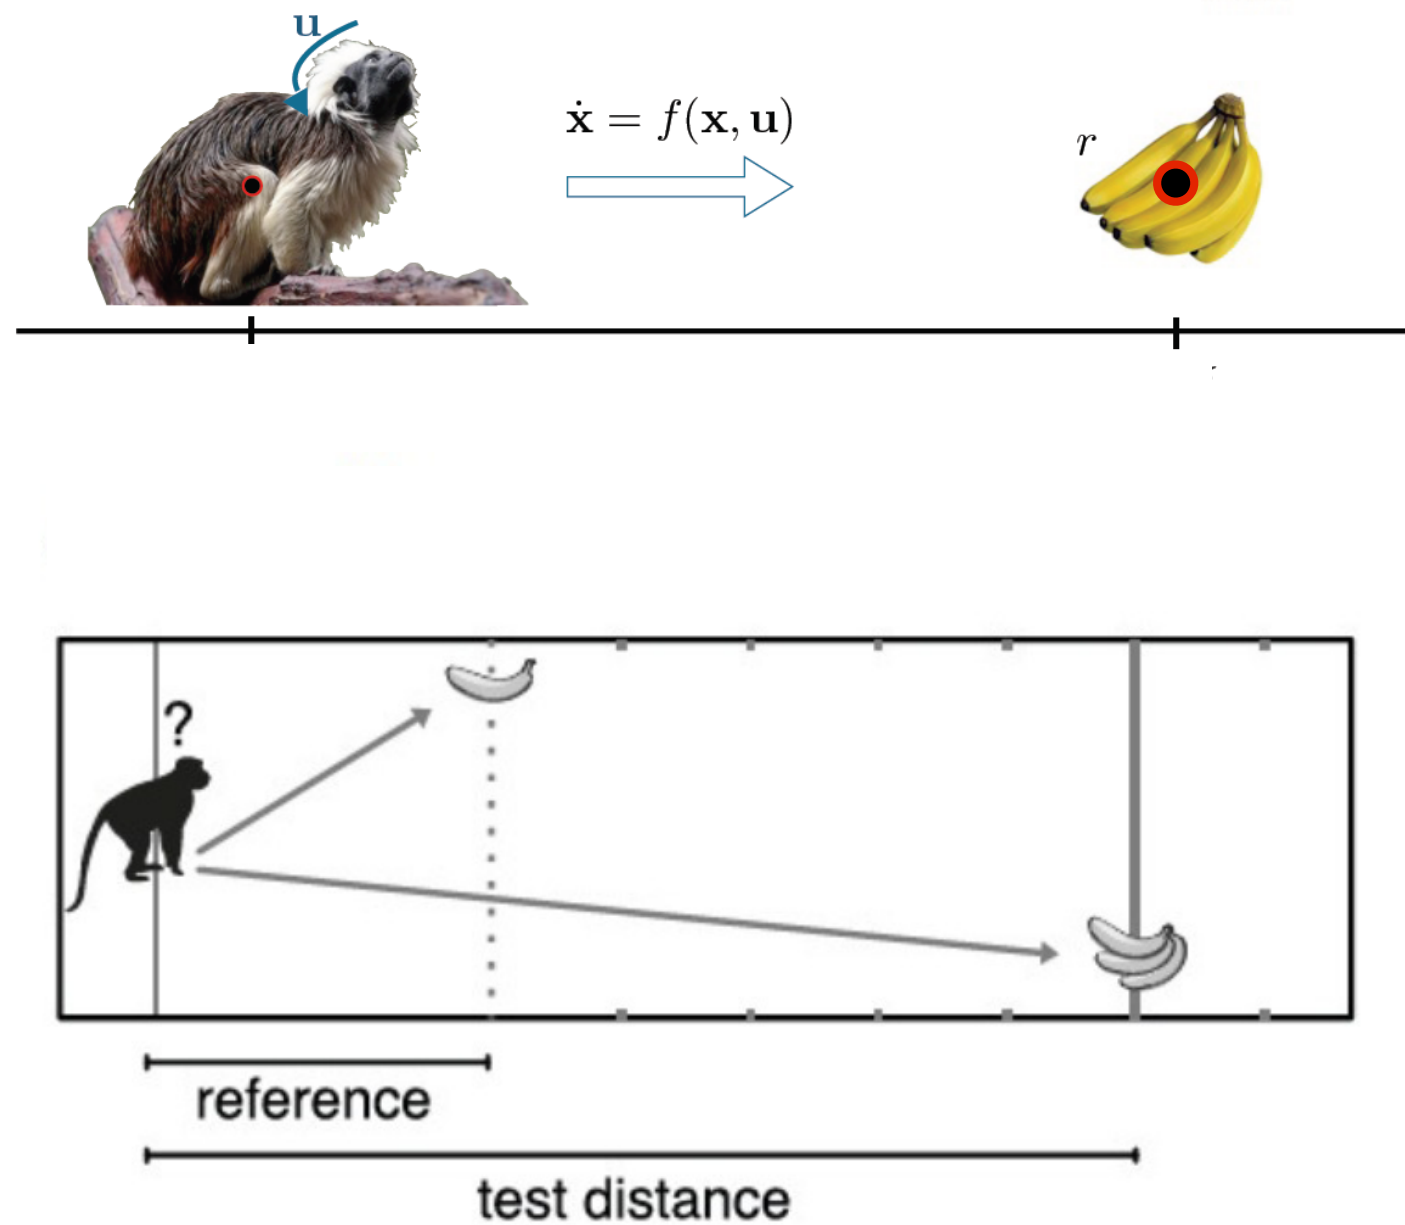 u
ẋ = f(x, u)
r
?
reference
test distance